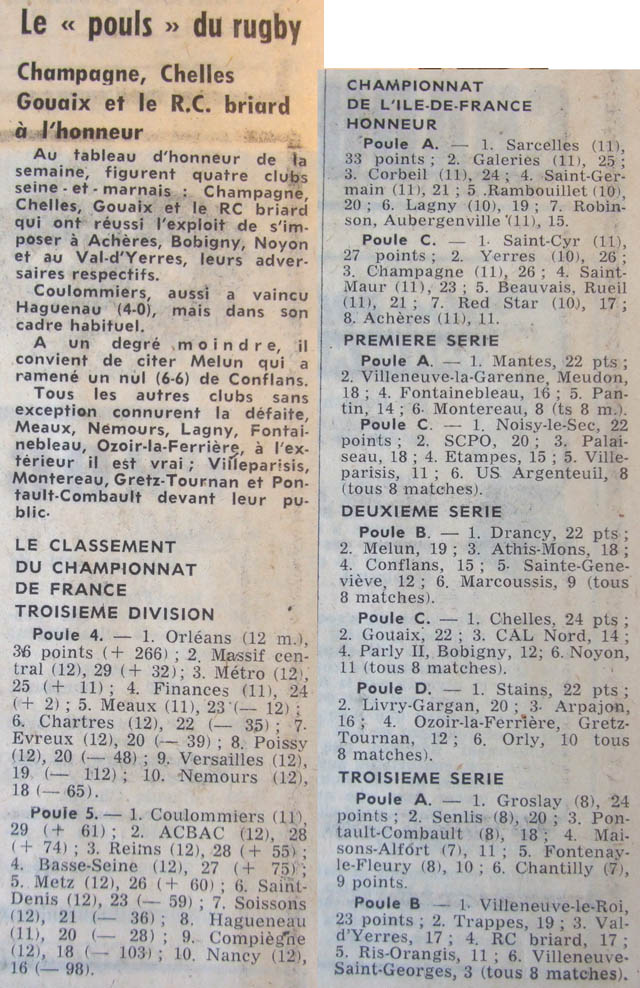 Le « pouls » du rugby
Champagne, Chelles
Gouaix et le R.C. briard
à l'honneur
Au tableau d'honneur de la
semaine, figurent quatre clubs
seine-et-marnais : Champagne,
Chelles, Gouaix et le RC briard
qui ont réussi l'exploit de s'im-
poser à Achères, Bobigny, Noyon
et au Val-d'Yerres, leurs adver-
saires respectifs.
Coulommiers, aussi a vaincu
Haguenau (4-0), mais dans son
cadre habituel.
A un degré moindre, il
convient de citer Melun qui a
ramené un nul (6-6) de Conflans.
Tous les autres clubs sans
exception connurent la défaite,
Meaux, Nemours, Lagny, Fontai-
nebleau, Ozoir-la-Ferrière, à l'ex-
térieur il est vrai ; Villeparisis,
Montereau, Gretz-Tournan et Pon-
tault-Combault devant leur pu-
blic.
LE CLASSEMENT
DU CHAMPIONNAT
DE FRANCE
TROISIEME DIVISION
Poule 4. — 1. Orléans (12 m.),
36 points (+ 266) ; 2. Massif cen-
tral (12), 29 (+ 32) ; 3. Métro (12),
25 (+ 11) ; 4. Finances (11), 24
(+ 2) ; 5. Meaux (11), 23 (— 12) ;
6. Chartres (12), 22 (— 35) ; 7.
Evreux (12), 20 (— 39) ; 8. Poissy
(12), 20 (— 48) ; 9. Versailles (12),
19 (— 112) ; 10. Nemours (12),
18 (— 65).
Poule 5. — 1. Coulommiers (11),
29 (+ 61) ; 2. ACBAC (12), 28
(+ 74) ; 3. Reims (12), 28 (+ 55) ;
4. Basse-Seine (12), 27 (+ 75) ;
5. Metz (12), 26 (+ 60) ; 6. Saint-
Denis (12), 23 (— 59) ; 7. Soissons
(12), 21 (— 36) ; 8. Hagueneau
(11), 20 (— 28) ; 9. Compiègne
(12), 18 (— 103) ; 10. Nancy (12),
16 (— 98).
CHAMPIONNAT
DE L'ILE-DE-FRANCE
HONNEUR
Poule A. — 1. Sarcelles (11),
33 points ; 2. Galeries (11), 25 ;
3. Corbeil (11), 24 ; 4. Saint-Ger-
main (11), 21 ; 5 .Rambouillet (10),
20 ; 6. Lagny (10), 19 ; 7. Robin-
son, Aubergenville (11), 15.
Poule C. — 1. Saint-Cyr (11),
27 points ; 2. Yerres (10), 26 ;
3. Champagne (11), 26 ; 4. Saint-
Maur (11), 23 ; 5. Beauvais, Rueil
(11), 21 ; 7. Red Star (10), 17 ;
8. Achères (11), 11.
PREMIERE SERIE
Poule A. — 1. Mantes, 22 pts ;
2. Villeneuve-la-Garenne, Meudon,
18 ; 4. Fontainebleau, 16 ; 5. Pan-
tin, 14 ; 6. Montereau, 8 (ts 8 m.).
Poule C. — 1. Noisy-le-Sec, 22
points ; 2. SCPO, 20 ; 3. Palai-
seau, 18 ; 4. Etampes, 15 ; 5. Ville-
parisis, 11 ; 6. US Argenteuil, 8
(tous 8 matches).
DEUXIEME SERIE
Poule B. — 1. Drancy, 22 pts ;
2. Melun, 19 ; 3. Athis-Mons, 18 ;
4. Conflans, 15 ; 5. Sainte-Gene-
viève, 12 ; 6. Marcoussis, 9 (tous
8 matches).
Poule C. — 1. Chelles, 24 pts ;
2. Gouaix, 22 ; 3. CAL Nord, 14 ;
4. Parly II, Bobigny, 12; 6. Noyon,
11 (tous 8 matches).
Poule D. — 1. Stains, 22 pts ;
2. Livry-Gargan, 20 ; 3. Arpajon,
16 ; 4. Ozoir-la-Ferrière, Gretz-
Tournan, 12 ; 6. Orly, 10 tous
8 matches).
TROISIEME SERIE
Poule A. — 1. Groslay (8), 24
points ; 2. Senlis (8), 20 ; 3. Pon-
tault-Combault (8), 18 ; 4. Mai-
sons-Alfort (7), 11 ; 5. Fontenay-
le-Fleury (8), 10 ; 6. Chantilly (7),
9 points.
Poule B — 1. Villeneuve-le-Roi,
23 points ; 2. Trappes, 19 ; 3. Val-
d'Yerres, 17 ; 4. RC briard, 17 ;
5. Ris-Orangis, 11 ; 6. Villeneuve-
Saint-Georges, 3 (tous 8 matches).